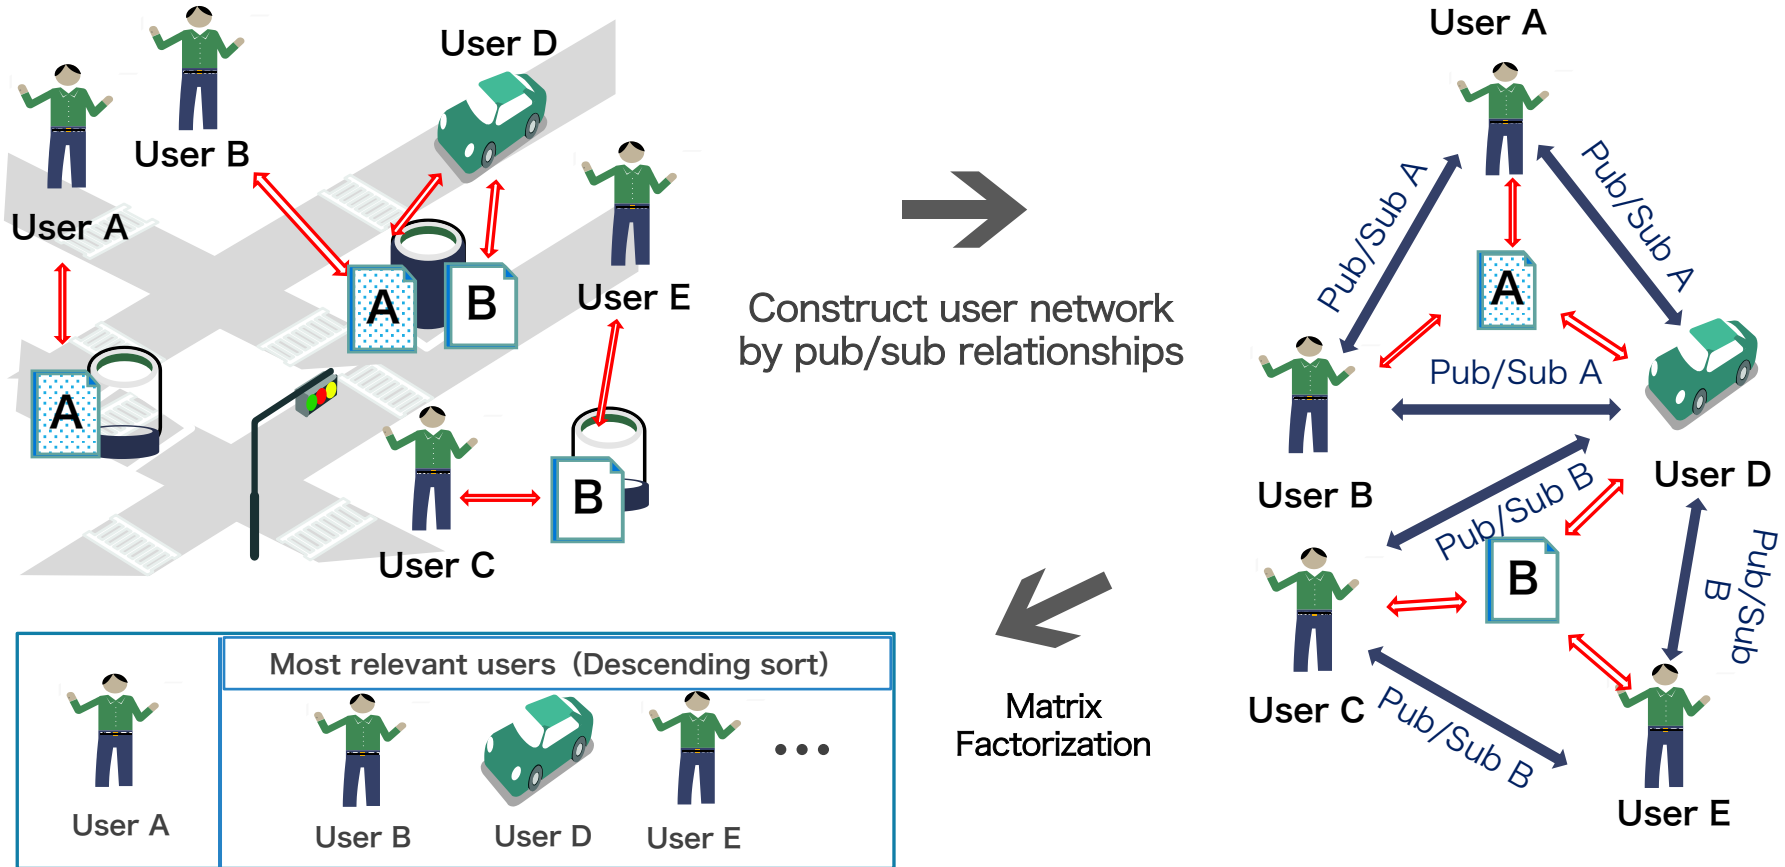 User B
User D
User A
User E
A
B
A
B
User C
Construct user network
by pub/sub relationships
User A
Pub/Sub A
Pub/Sub A
A
Pub/Sub A
User B
User D
Pub/Sub B
B
Pub/Sub
B
User C
Pub/Sub B
User E
Matrix
Factorization
Most relevant users (Descending sort)
User A
User B
User D
User E
•••